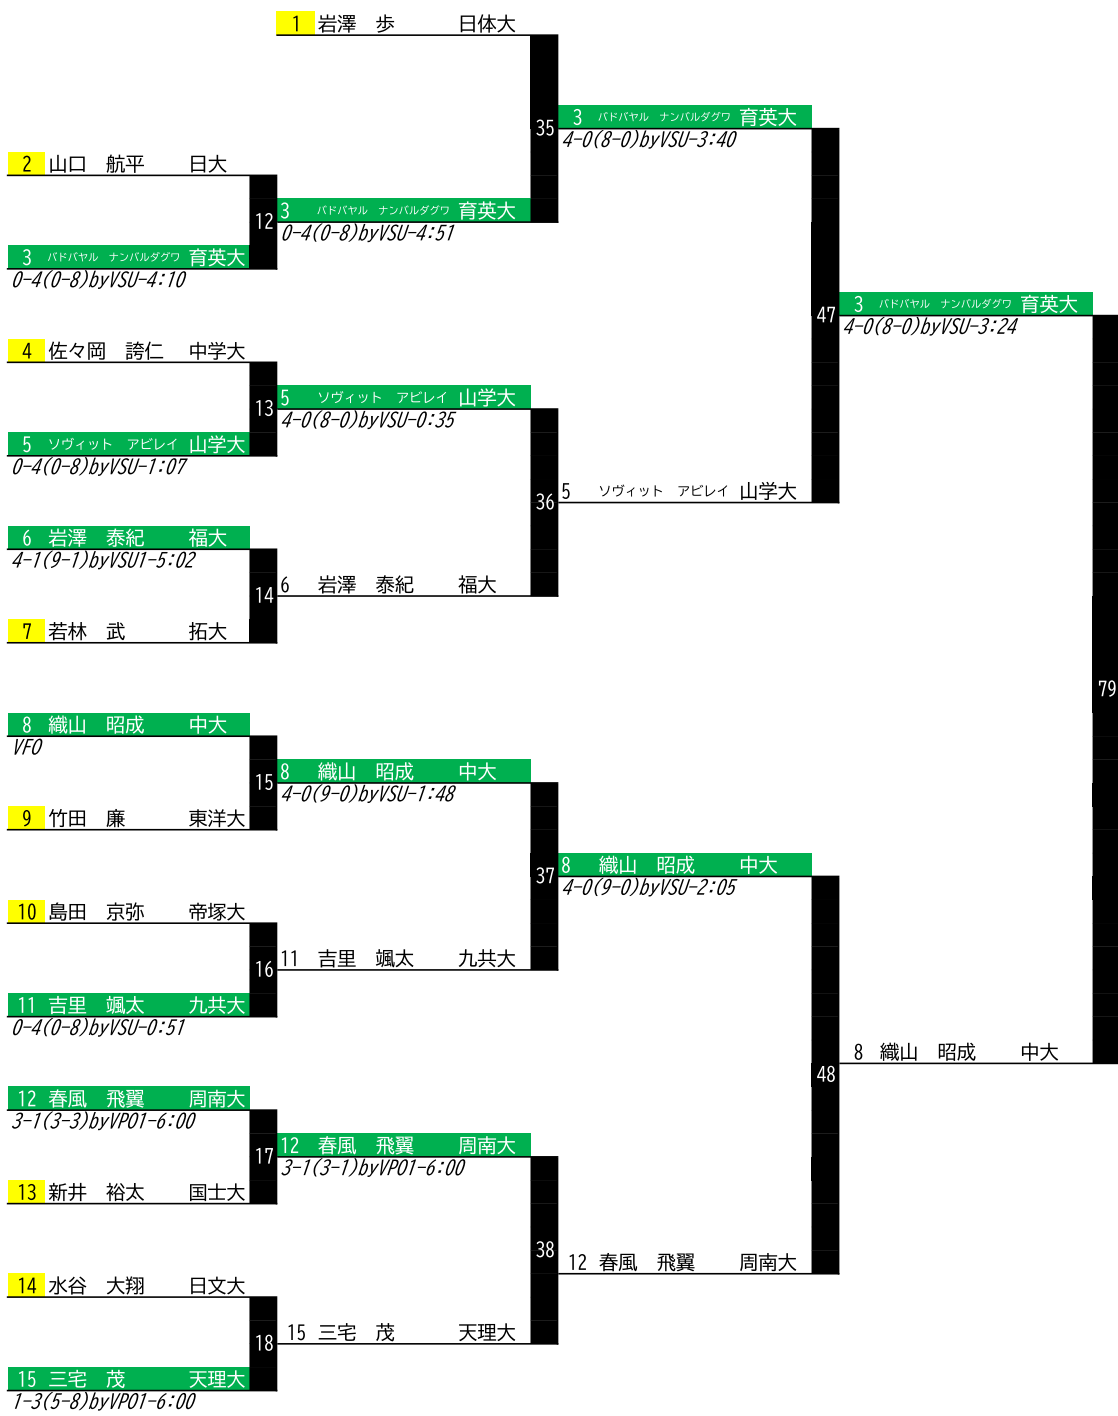 1 岩澤 歩 日体大
35
3 バドバヤル ナンバルダグワ 育英大
4-0(8-0)byVSU-3:40
2 山口 航平 日大
12
3 バドバヤル ナンバルダグワ 育英大
0-4(0-8)byVSU-4:51
3 バドバヤル ナンバルダグワ 育英大
0-4(0-8)byVSU-4:10
47
3 バドバヤル ナンバルダグワ 育英大
4-0(8-0)byVSU-3:24
4 佐々岡 誇仁 中学大
13
5 ソヴィット アビレイ 山学大
4-0(8-0)byVSU-0:35
5 ソヴィット アビレイ 山学大
0-4(0-8)byVSU-1:07
36
5 ソヴィット アビレイ 山学大
6 岩澤 泰紀 福大
4-1(9-1)byVSU1-5:02
14
6 岩澤 泰紀 福大
7 若林 武 拓大
79
8 織山 昭成 中大
VFO
15
8 織山 昭成 中大
4-0(9-0)byVSU-1:48
9 竹田 廉 東洋大
37
8 織山 昭成 中大
4-0(9-0)byVSU-2:05
10 島田 京弥 帝塚大
16
11 吉里 颯太 九共大
11 吉里 颯太 九共大
0-4(0-8)byVSU-0:51
48
8 織山 昭成 中大
12 春風 飛翼 周南大
3-1(3-3)byVPO1-6:00
17
12 春風 飛翼 周南大
3-1(3-1)byVPO1-6:00
13 新井 裕太 国士大
38
12 春風 飛翼 周南大
14 水谷 大翔 日文大
18
15 三宅 茂 天理大
15 三宅 茂 天理大
1-3(5-8)byVPO1-6:00